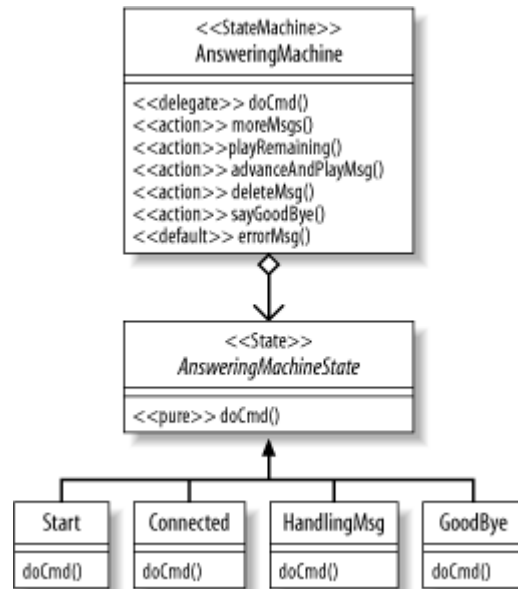 <<StateMachine>>
AnsweringMachine
<<delegate>> doCmd()
<<action>> moreMsgs()
<<action>>playRemaining()
<<action>> advanceAndPlayMsg()
<<action>> deleteMsg()
<<action>> sayGoodBye()
<<default>> errorMsg()
<<State>>
AnsweringMachineState
<<pure>> doCmd()
Start
Connected
HandlingMsg
GoodBye
doCmd()
doCmd()
doCmd()
doCmd()